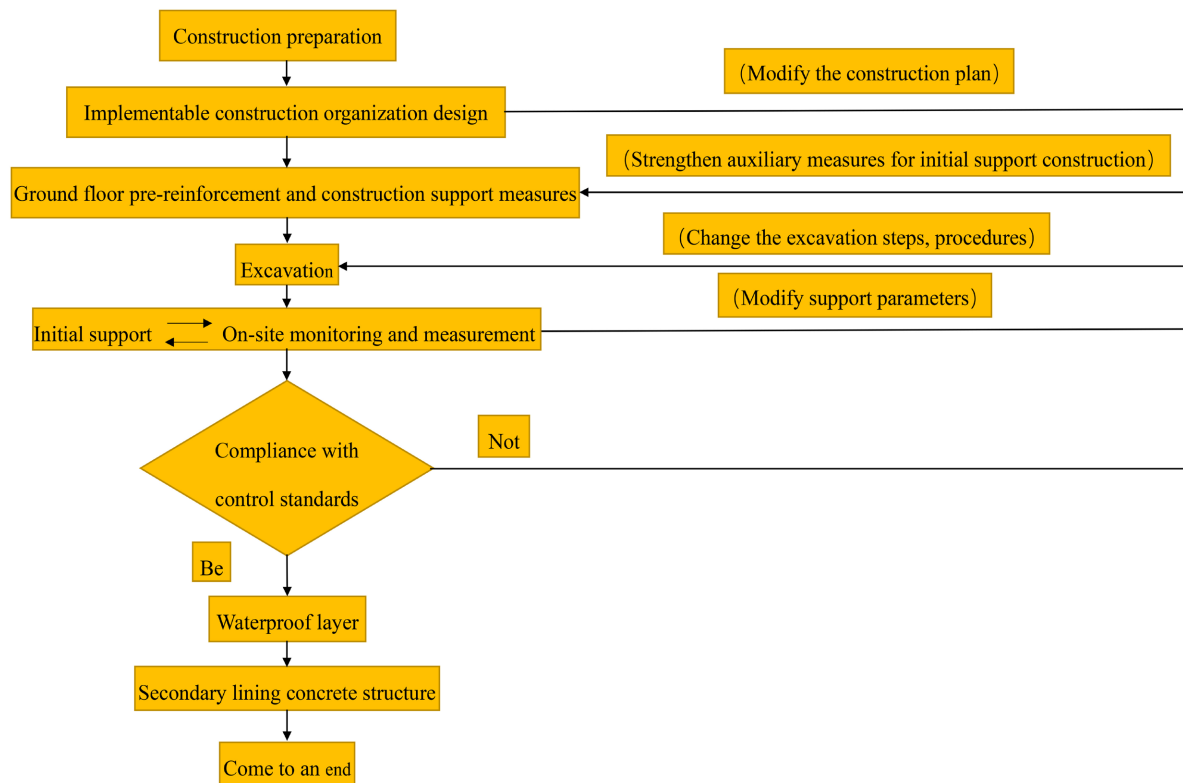 Construction preparation
(Modify the construction plan)
Implementable construction organization design
(Strengthen auxiliary measures for initial support construction)
Ground floor pre-reinforcement and construction support measures
(Change the excavation steps, procedures)
Excavation
(Modify support parameters)
Initial support On-site monitoring and measurement
Compliance with
control standards
Not
Be
Waterproof layer
Secondary lining concrete structure
Come to an end